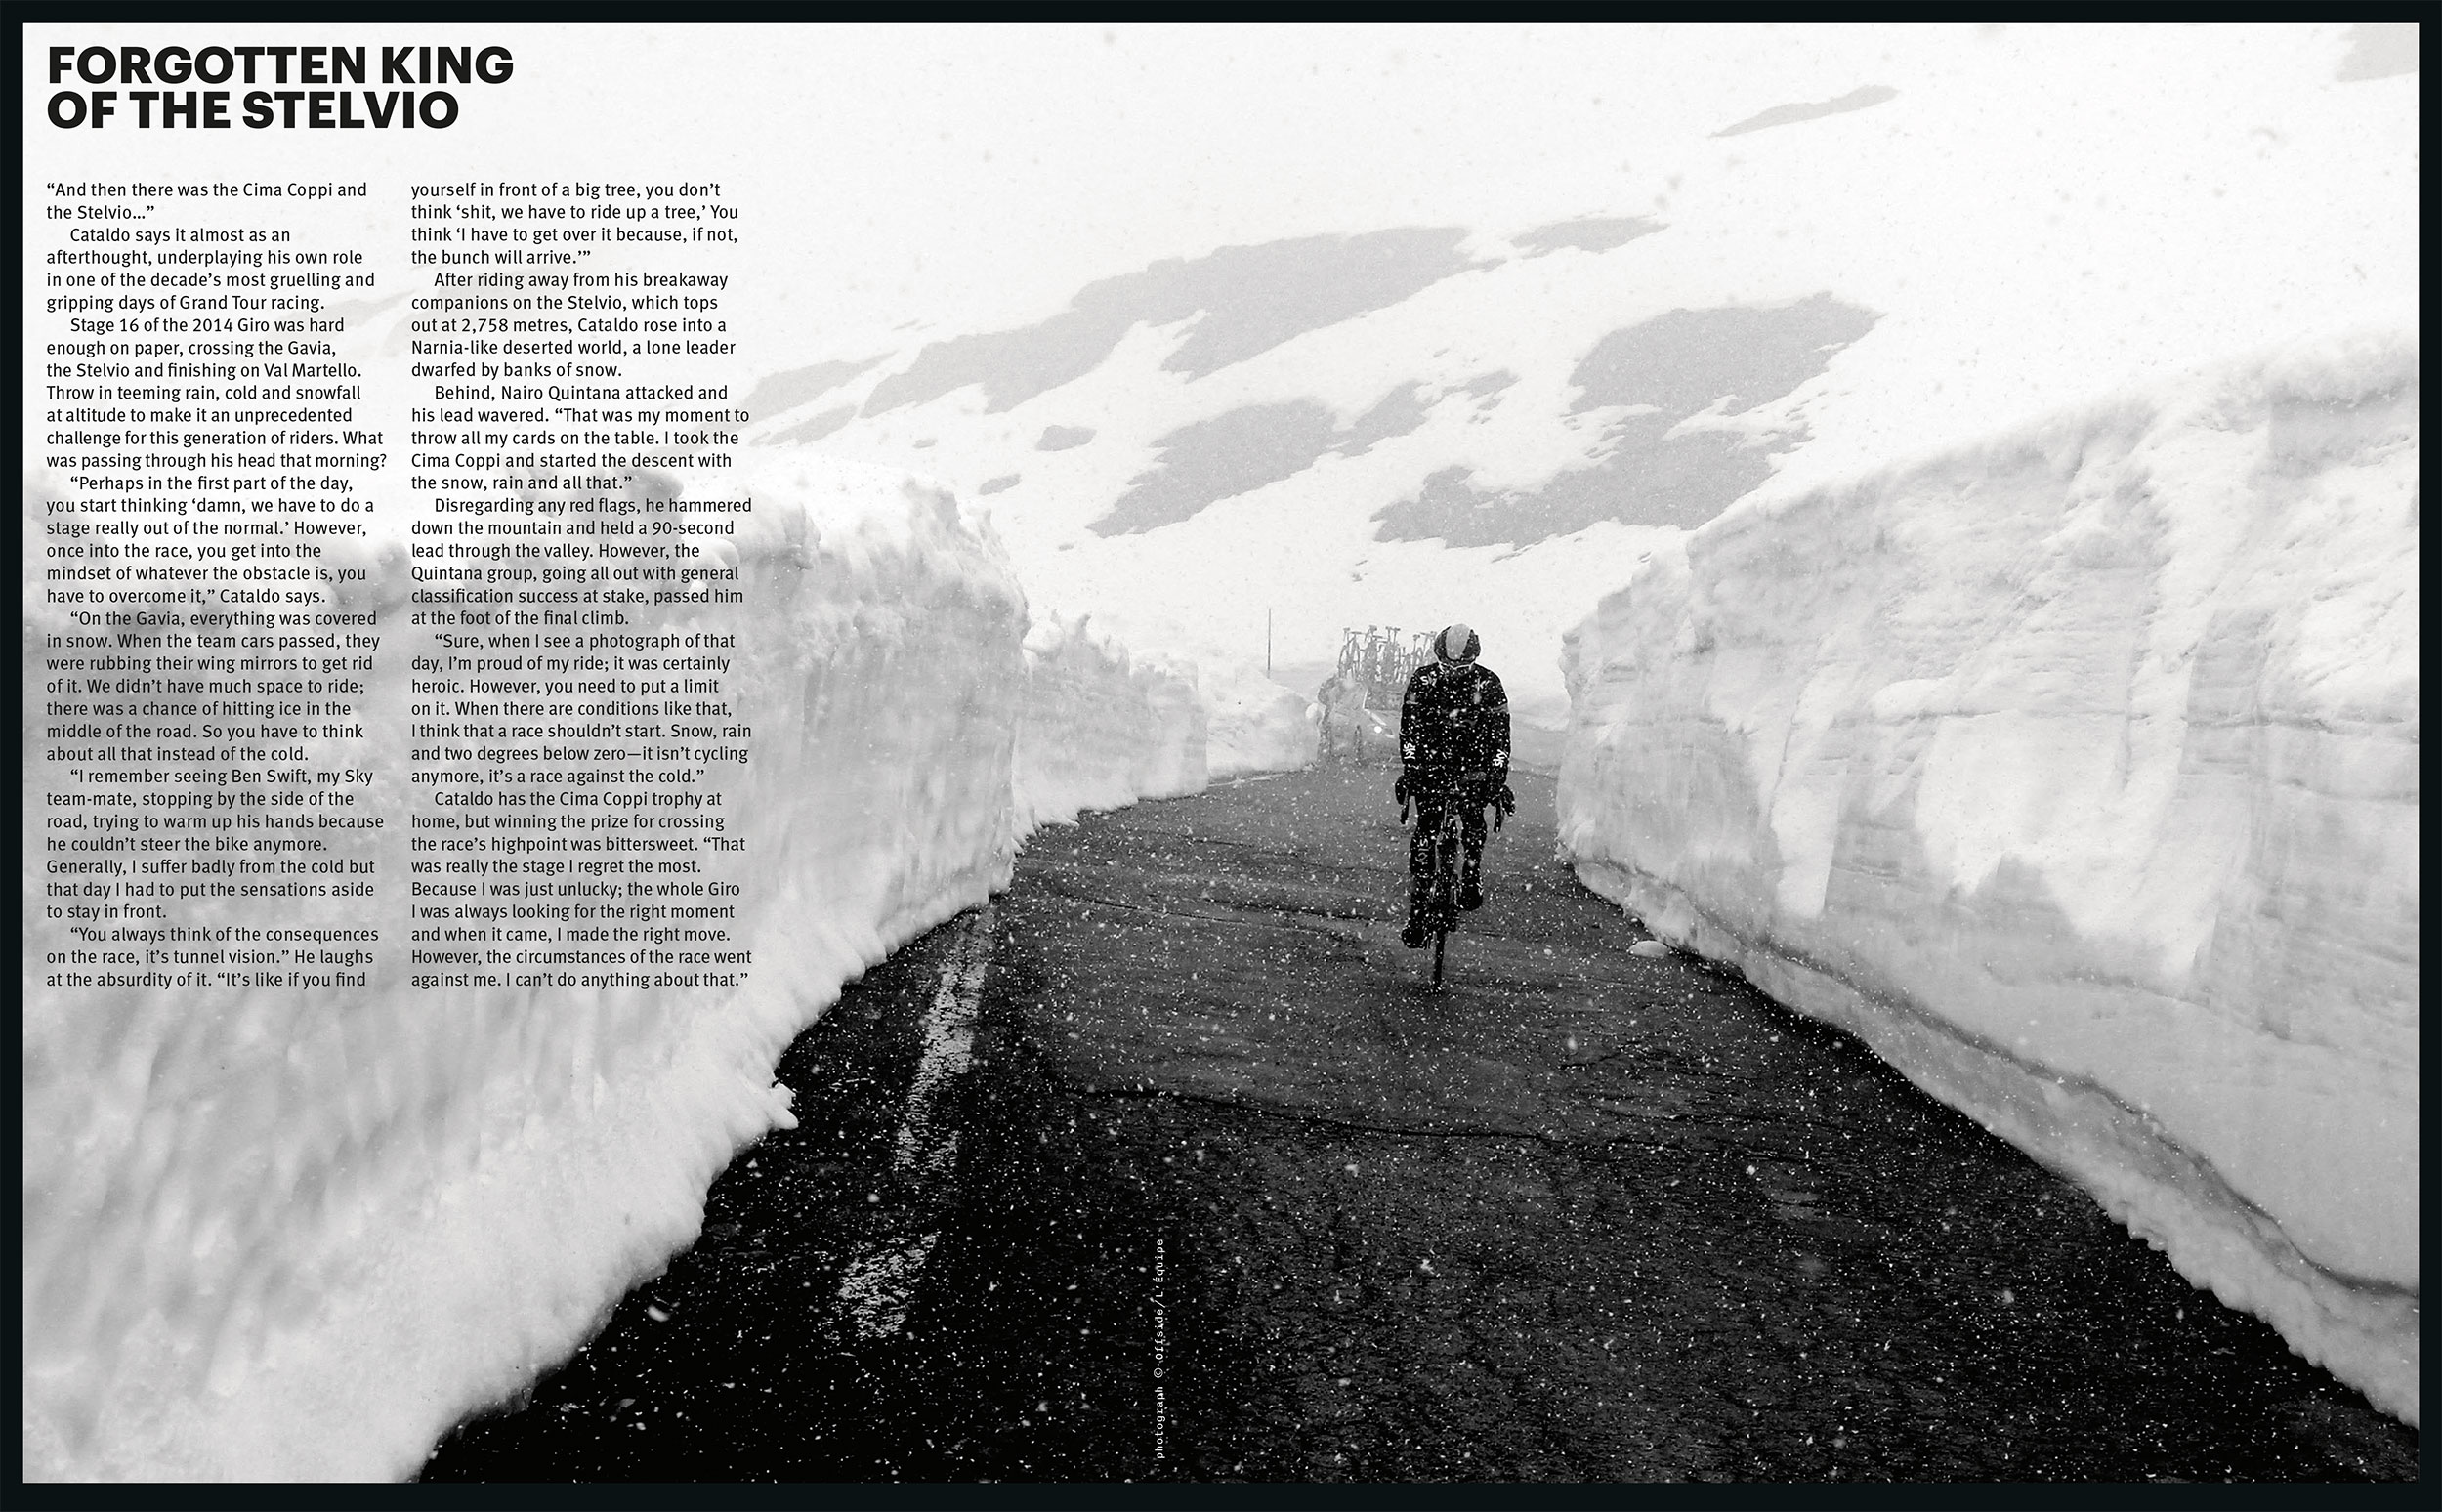 FORGOTTEN KING
OF THE STELVIO
“And then there was the Cima Coppi and
the Stelvio...”
Cataldo says it almost as an
afterthought, underplaying his own role
in one of the decade’s most gruelling and
gripping days of Grand Tour racing.
Stage 16 of the 2014 Giro was hard
enough on paper, crossing the Gavia,
the Stelvio and finishing on Val Martello.
Throw in teeming rain, cold and snowfall
at altitude to make it an unprecedented
challenge for this generation of riders. What
was passing through his head that morning?
“Perhaps in the first part of the day,
you start thinking ‘damn, we have to do a
stage really out of the normal.’ However,
once into the race, you get into the
mindset of whatever the obstacle is, you
have to overcome it,” Cataldo says.
“On the Gavia, everything was covered
in snow. When the team cars passed, they
were rubbing their wing mirrors to get rid
of it. We didn’t have much space to ride;
there was a chance of hitting ice in the
middle of the road. So you have to think
about all that instead of the cold.
“I remember seeing Ben Swift, my Sky
team-mate, stopping by the side of the
road, trying to warm up his hands because
he couldn’t steer the bike anymore.
Generally, I suffer badly from the cold but
that day I had to put the sensations aside
to stay in front.
“You always think of the consequences
on the race, it’s tunnel vision.” He laughs
at the absurdity of it. “It’s like if you find
yourself in front of a big tree, you don’t
think ‘shit, we have to ride up a tree,’ You
think ‘I have to get over it because, if not,
the bunch will arrive.’”
After riding away from his breakaway
companions on the Stelvio, which tops
out at 2,758 metres, Cataldo rose into a
Narnia-like deserted world, a lone leader
dwarfed by banks of snow.
Behind, Nairo Quintana attacked and
his lead wavered. “That was my moment to
throw all my cards on the table. I took the
Cima Coppi and started the descent with
the snow, rain and all that.”
Disregarding any red flags, he hammered
down the mountain and held a 90-second
lead through the valley. However, the
Quintana group, going all out with general
classification success at stake, passed him
at the foot of the final climb.
“Sure, when I see a photograph of that
day, I’m proud of my ride; it was certainly
heroic. However, you need to put a limit
on it. When there are conditions like that,
I think that a race shouldn’t start. Snow, rain
and two degrees below zero—it isn’t cycling
anymore, it’s a race against the cold.”
Cataldo has the Cima Coppi trophy at
home, but winning the prize for crossing
the race’s highpoint was bittersweet. “That
was really the stage I regret the most.
Because I was just unlucky; the whole Giro
I was always looking for the right moment
and when it came, I made the right move.
However, the circumstances of the race went
against me. I can’t do anything about that.”
sky
photograph © Offside/L'Équipe